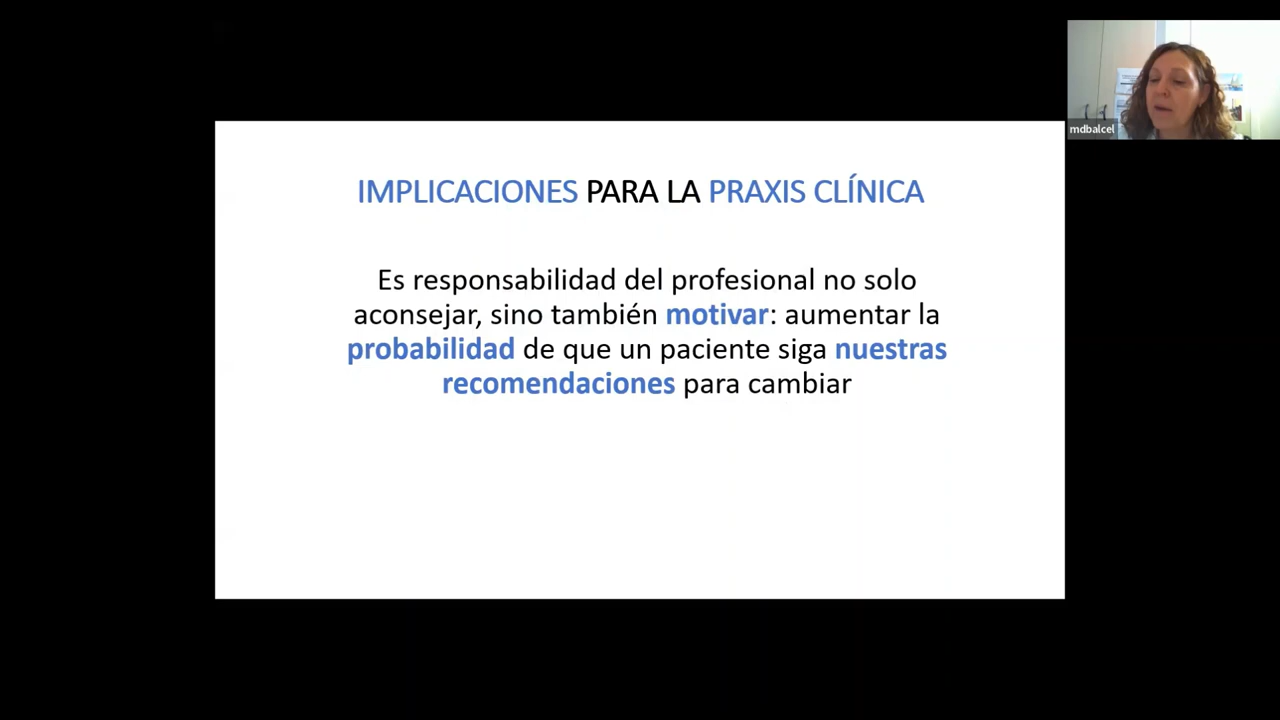 mdbalcel
IMPLICACIONES PARA LA PRAXIS CLÍNICA
Es responsabilidad del profesional no solo
aconsejar, sino también motivar: aumentar la
probabilidad de que un paciente siga nuestras
recomendaciones para cambiar